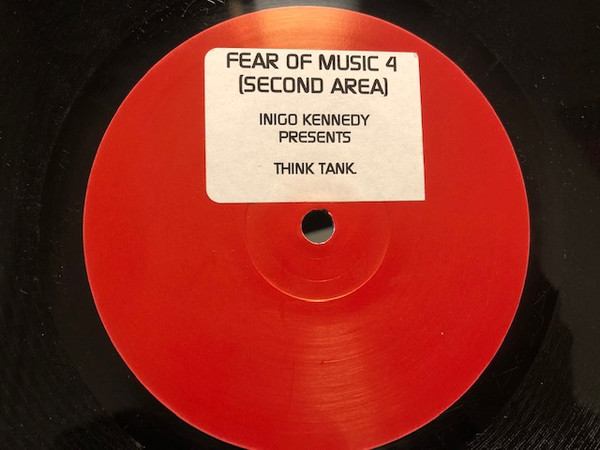 FEAR OF MUSIC 4
(SECOND AREA)
INIGO KENNEDY
PRESENTS
THINK TANK.